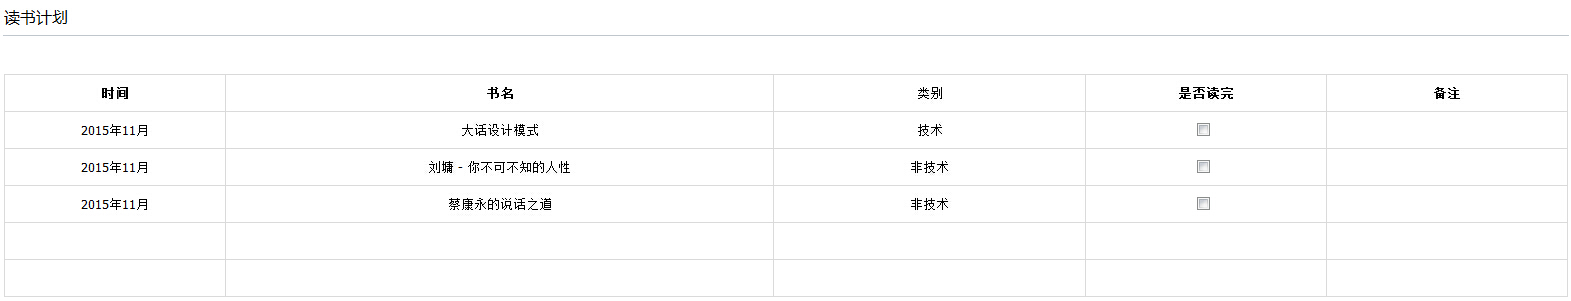 读书计划
时间 书名 类别 是否读完 备注
2015年11月 大话设计模式 技术
2015年11月 刘墉 - 你不可不知的人性 非技术
2015年11月 蔡康永的说话之道 非技术